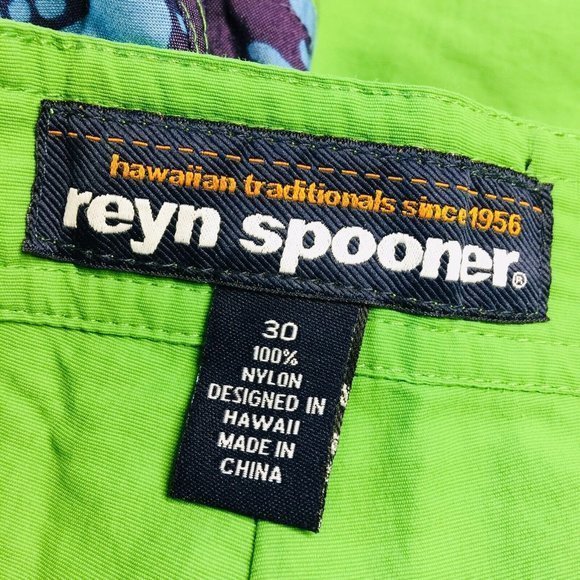 hawaiian traditionals since 1956
reyn spooner®
30
100%
NYLON
DESIGNED IN
HAWAII
MADE IN
CHINA